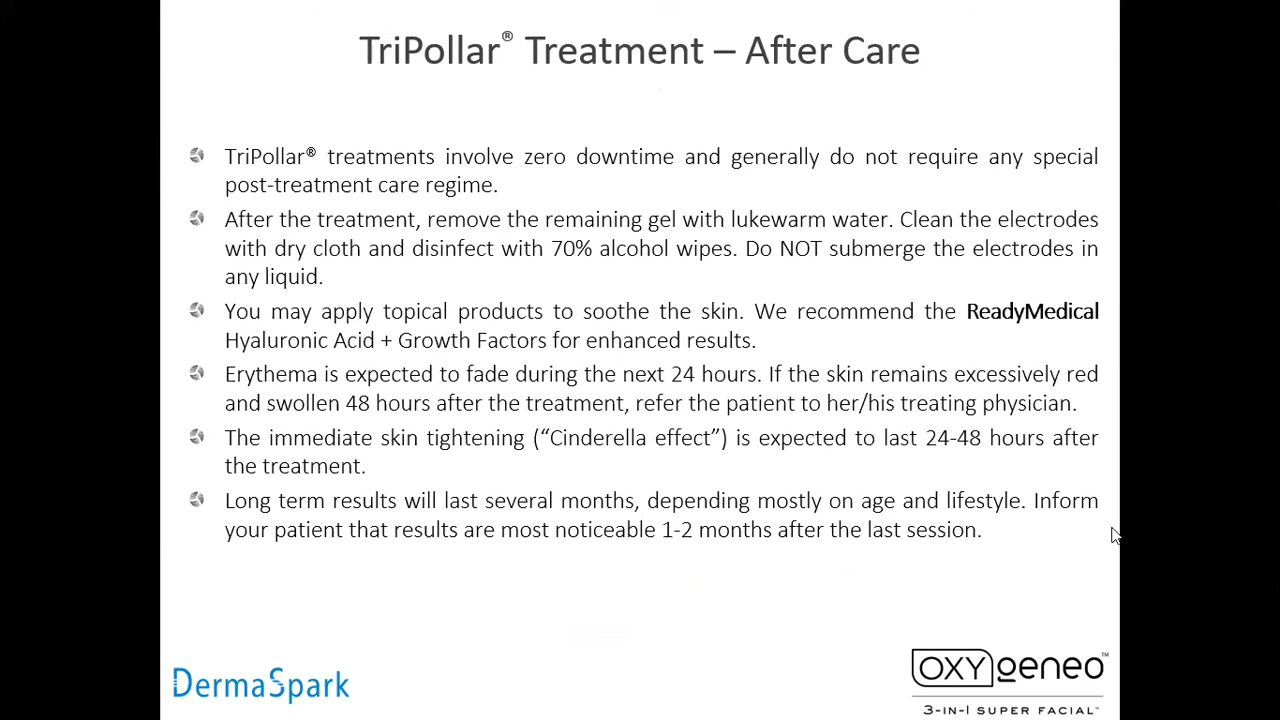 TriPollar® Treatment – After Care
TriPollar® treatments involve zero downtime and generally do not require any special
post-treatment care regime.
After the treatment, remove the remaining gel with lukewarm water. Clean the electrodes
with dry cloth and disinfect with 70% alcohol wipes. Do NOT submerge the electrodes in
any liquid.
You may apply topical products to soothe the skin. We recommend the ReadyMedical
Hyaluronic Acid + Growth Factors for enhanced results.
Erythema is expected to fade during the next 24 hours. If the skin remains excessively red
and swollen 48 hours after the treatment, refer the patient to her/his treating physician.
The immediate skin tightening (“Cinderella effect”) is expected to last 24-48 hours after
the treatment.
Long term results will last several months, depending mostly on age and lifestyle. Inform
your patient that results are most noticeable 1-2 months after the last session.
DermaSpark
OXYgeneo™
3-IN-1 SUPER FACIAL™